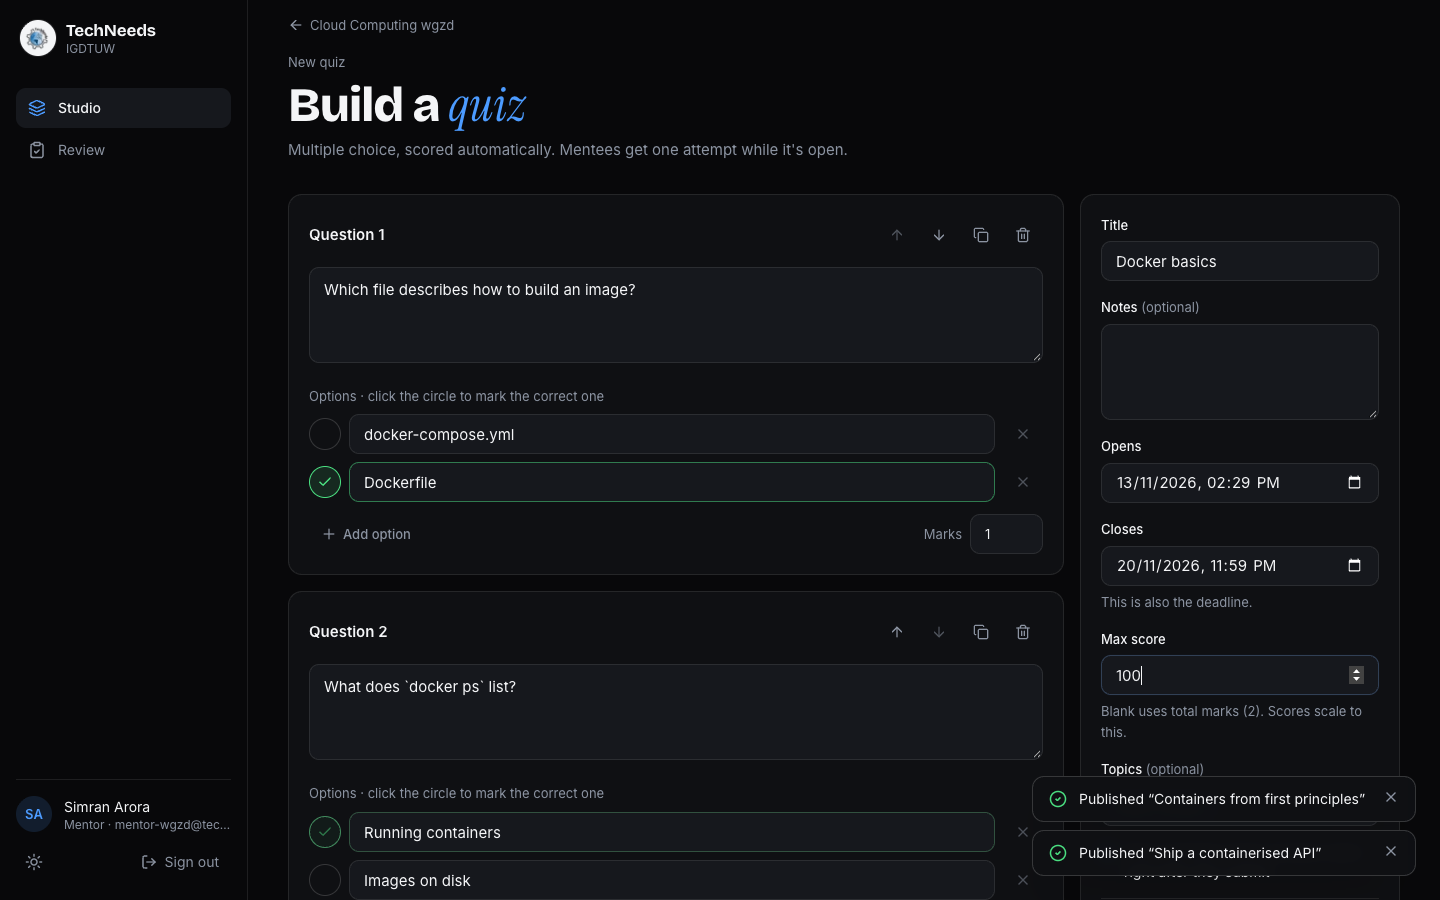 TechNeeds
IGDTUW
Studio
Review
SA
Simran Arora
Mentor · mentor-wgzd@tec...
Sign out
Cloud Computing wgzd
New quiz
Build a quiz
Multiple choice, scored automatically. Mentees get one attempt while it's open.
Question 1
Which file describes how to build an image?
Options · click the circle to mark the correct one
docker-compose.yml
Dockerfile
Add option
Marks
1
Question 2
What does `docker ps` list?
Options · click the circle to mark the correct one
Running containers
Images on disk
Title
Docker basics
Notes (optional)
Opens
13/11/2026, 02:29 PM
Closes
20/11/2026, 11:59 PM
This is also the deadline.
Max score
100
Blank uses total marks (2). Scores scale to
this.
Topics (optional)
Published “Containers from first principles”
Published “Ship a containerised API”